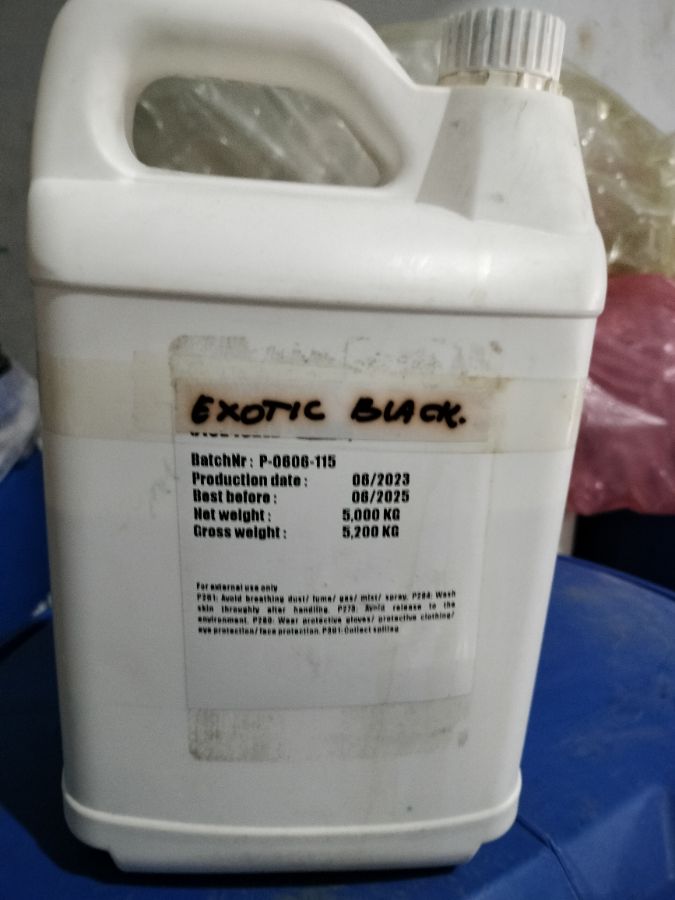 EXOTIC BLACK.
BatchNr : P-0606-115
Production date : 06/2023
Best before : 06/2025
Net weight : 5,000 KG
Gross weight : 5,200 KG
For external use only
P261: Avoid breathing dust/ fume/ gas/ mist/ spray. P264: Wash
skin throughly after handling. P273: Avoid release to the
environment. P280: Wear protective gloves/ protective clothing/
eye protection/ face protection. P391: Collect spillng